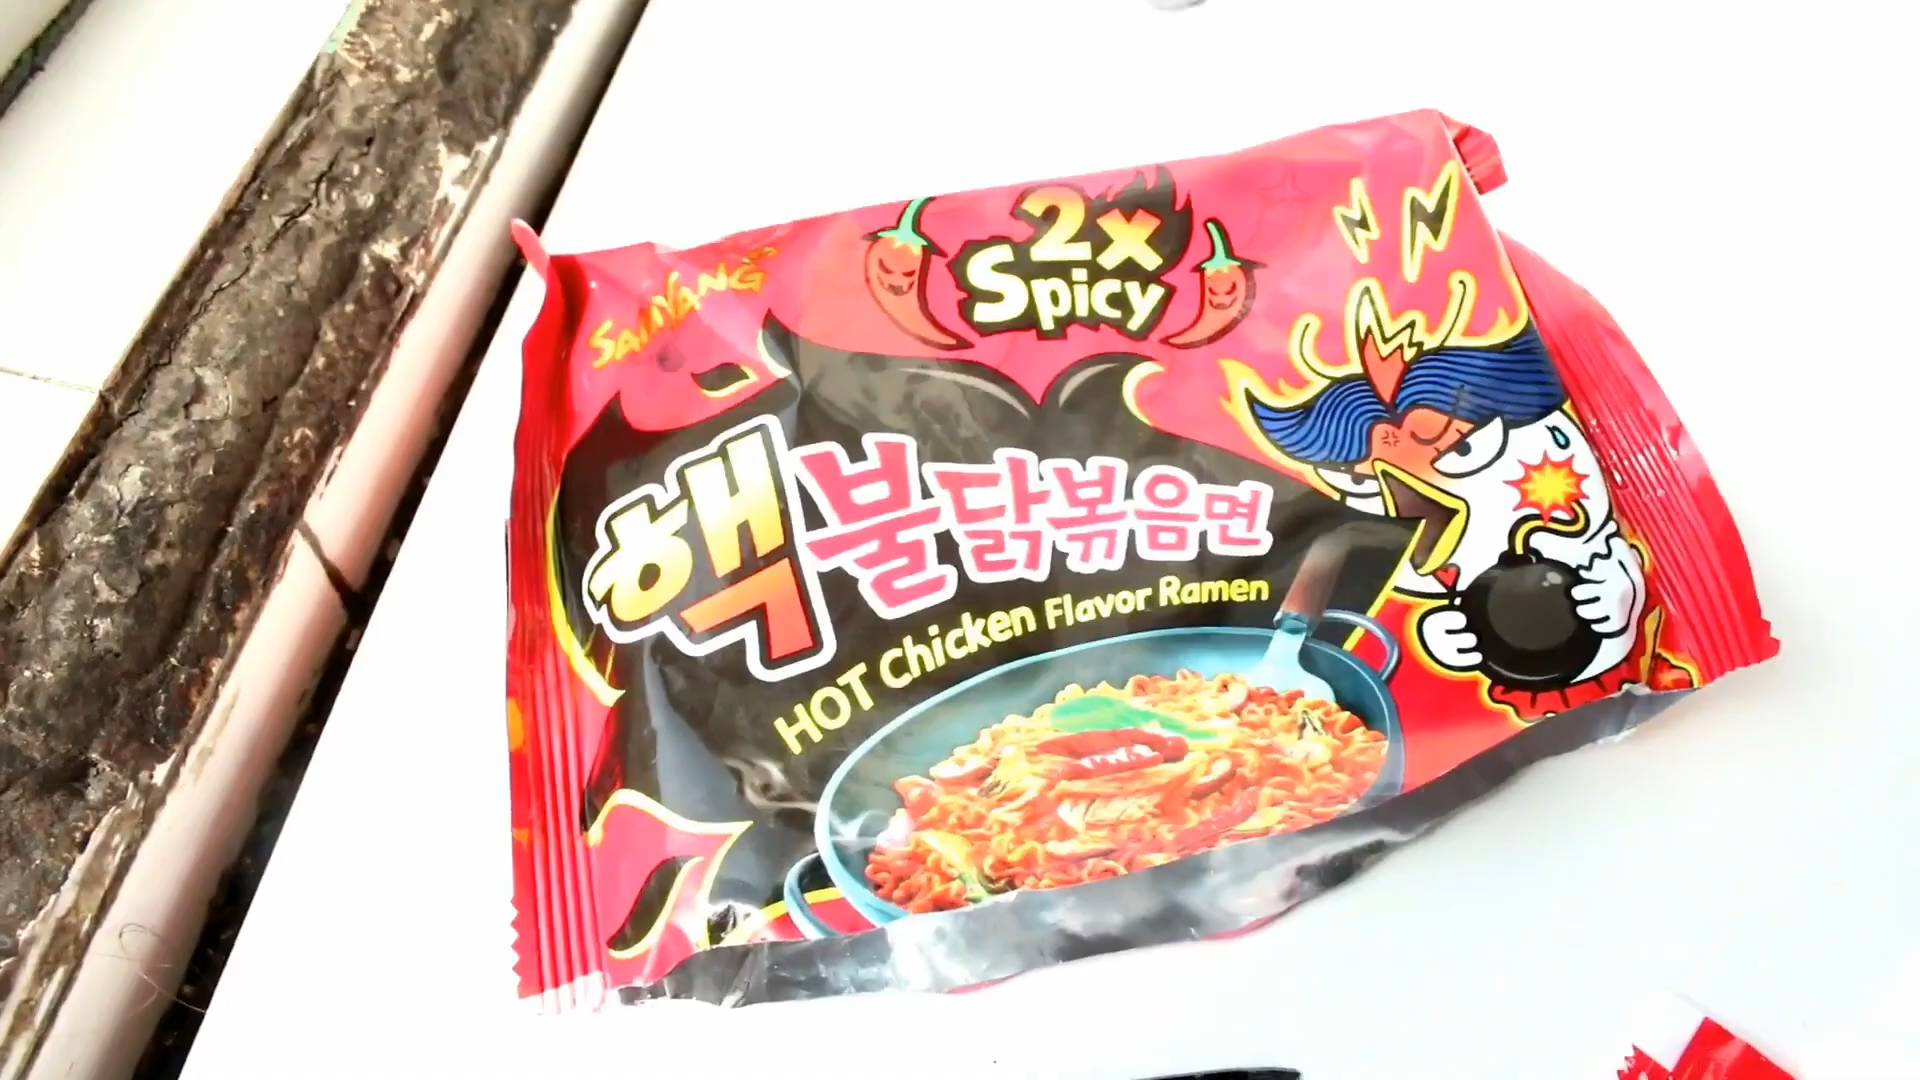 SAMYANG
2x
Spicy
핵불닭볶음면
HOT chicken Flavor Ramen